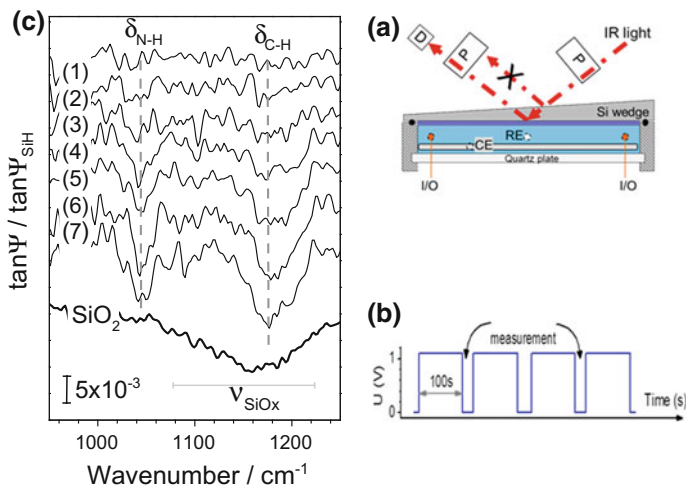 (c)
δN-H
δC-H
(1)
(2)
(3)
(4)
(5)
(6)
(7)
SiO2
5x10-3
νSiOx
tanΨ / tanΨSiH
1000
1100
1200
Wavenumber / cm-1
(a)
D
P
P
IR light
Si wedge
RE
CE
Quartz plate
I/O
I/O
(b)
measurement
1
100s
0
U (V)
Time (s)